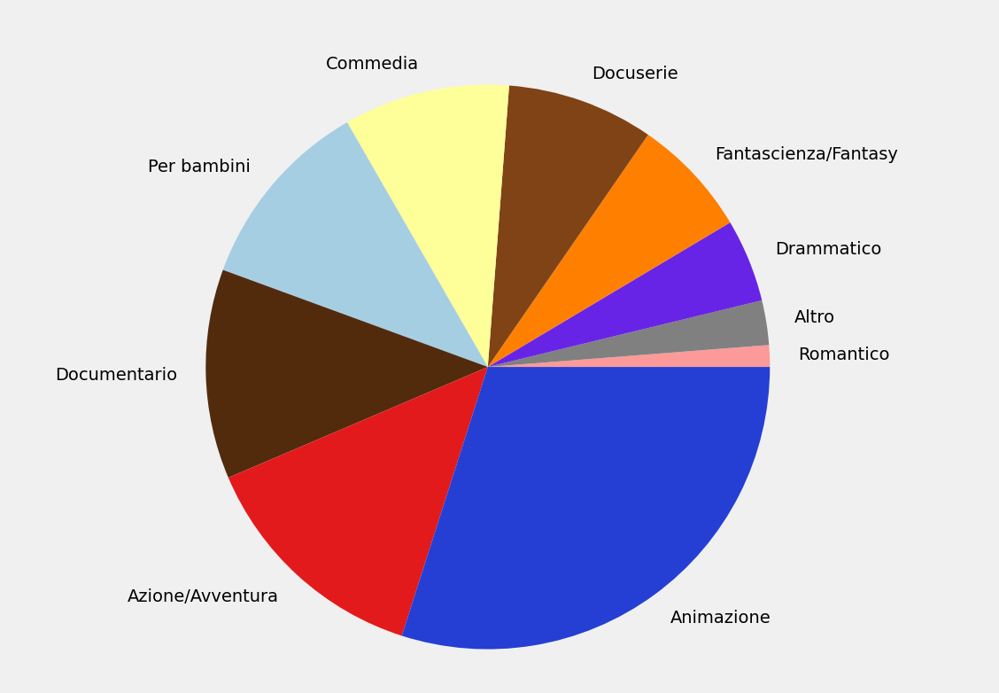 Commedia
Docuserie
Fantascienza/Fantasy
Per bambini
Drammatico
Altro
Romantico
Documentario
Azione/Avventura
Animazione